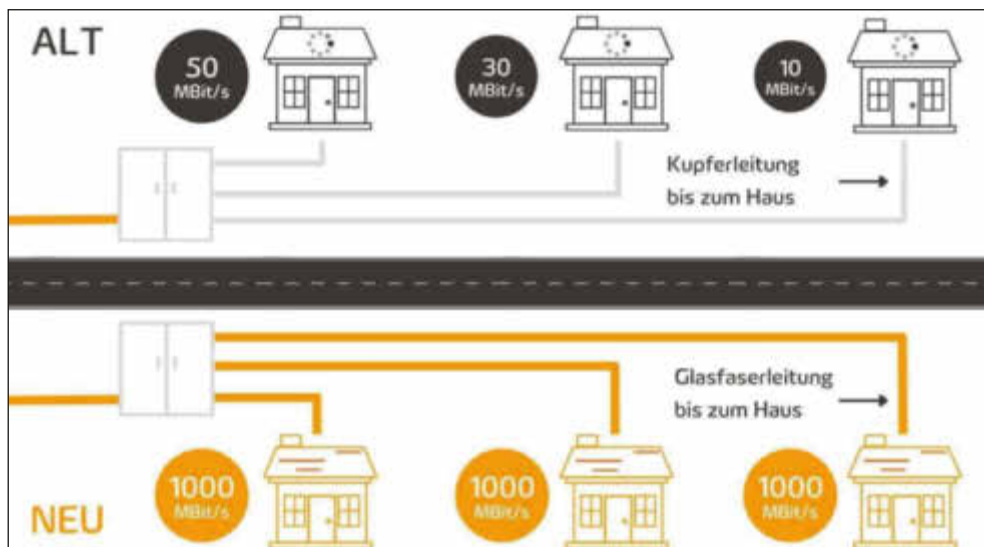 ALT
50
MBit/s
30
MBit/s
10
MBit/s
Kupferleitung
bis zum Haus
Glasfaserleitung
bis zum Haus
NEU
1000
MBit/s
1000
MBit/s
1000
MBit/s